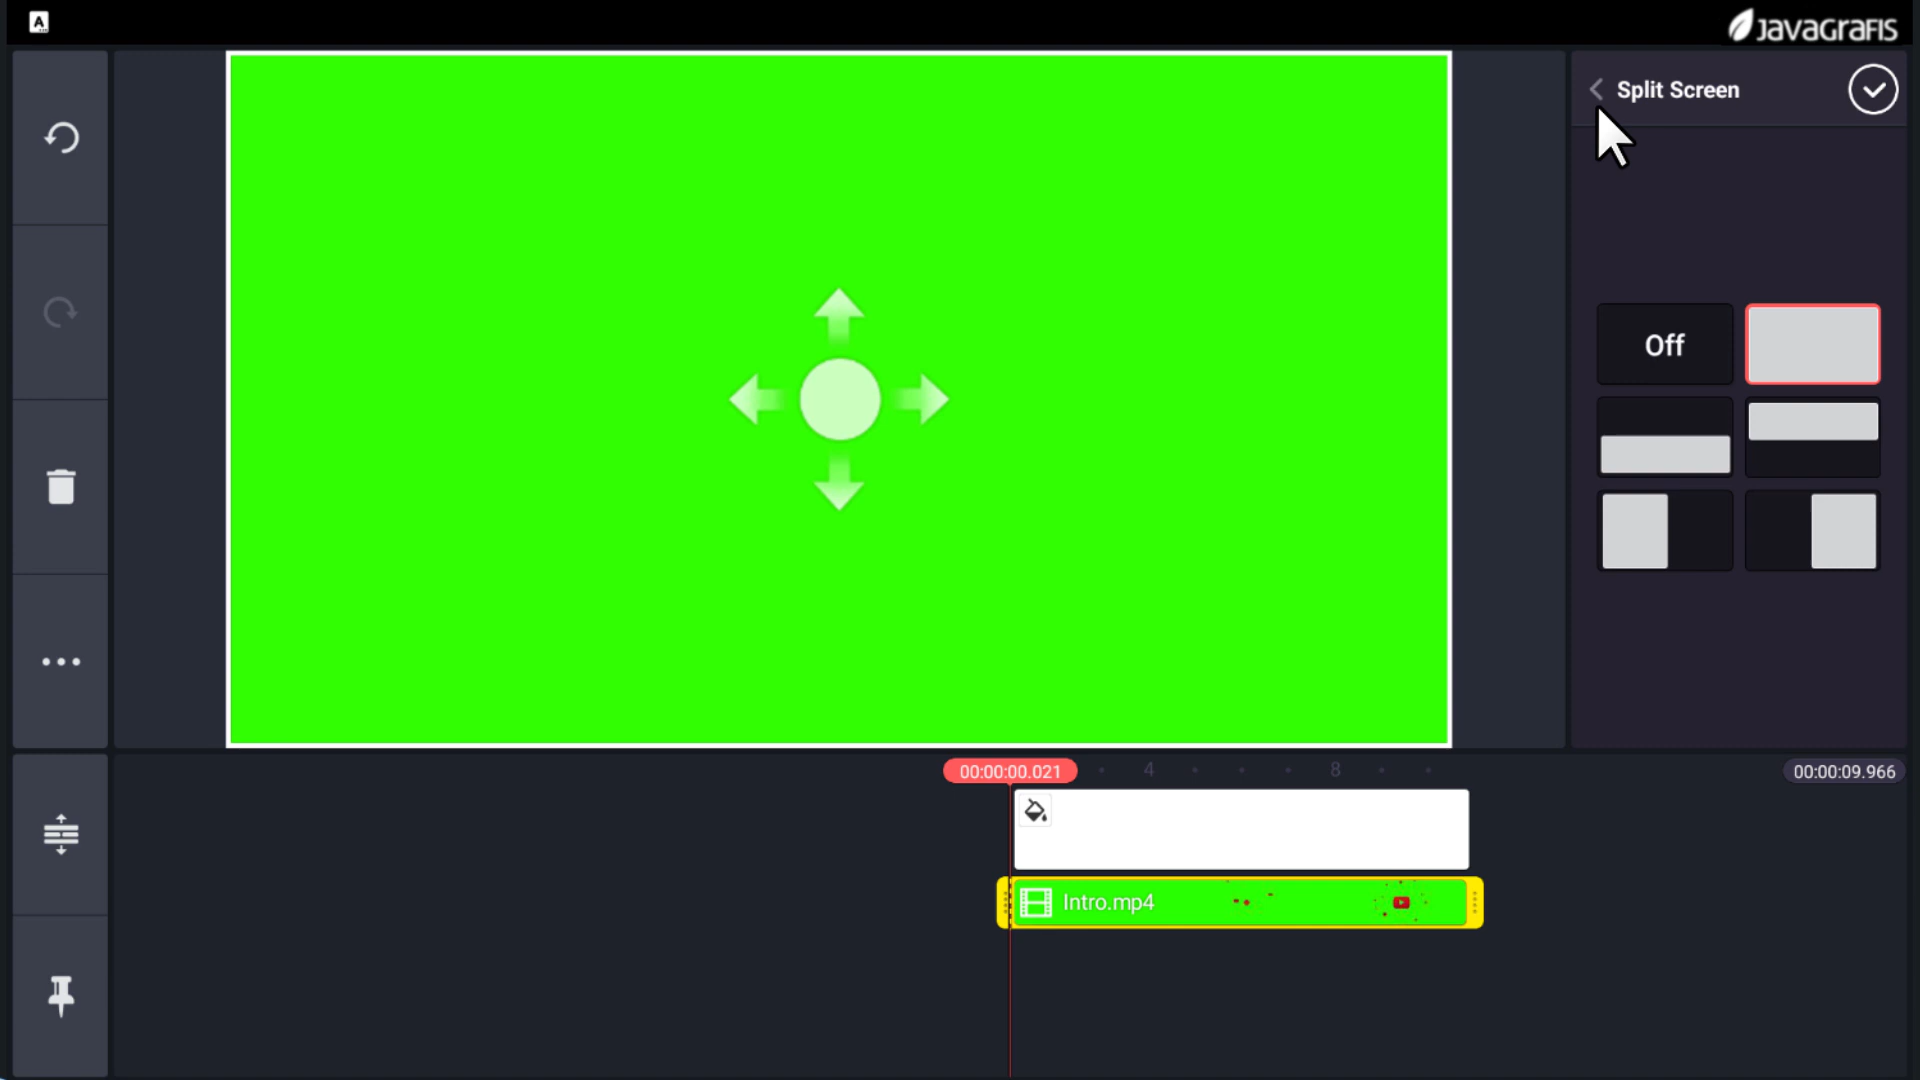 A
JavaGrafis
Split Screen
Off
00:00:00.021
4
8
00:00:09.966
Intro.mp4